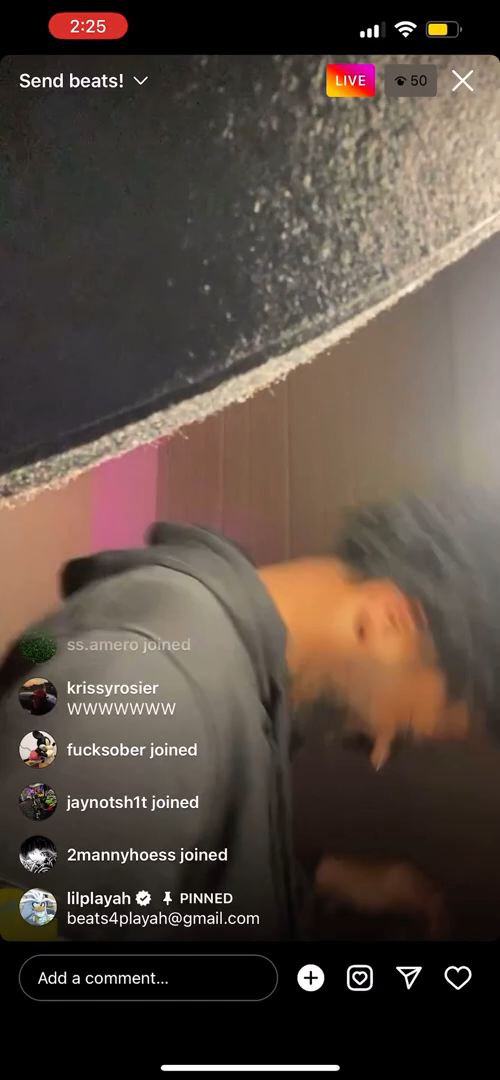 2:25
Send beats!
LIVE
50
ss.amero joined
krissyrosier
WWWWWWW
fucksober joined
jaynotsh1t joined
2mannyhoess joined
lilplayah PINNED
beats4playah@gmail.com
Add a comment...